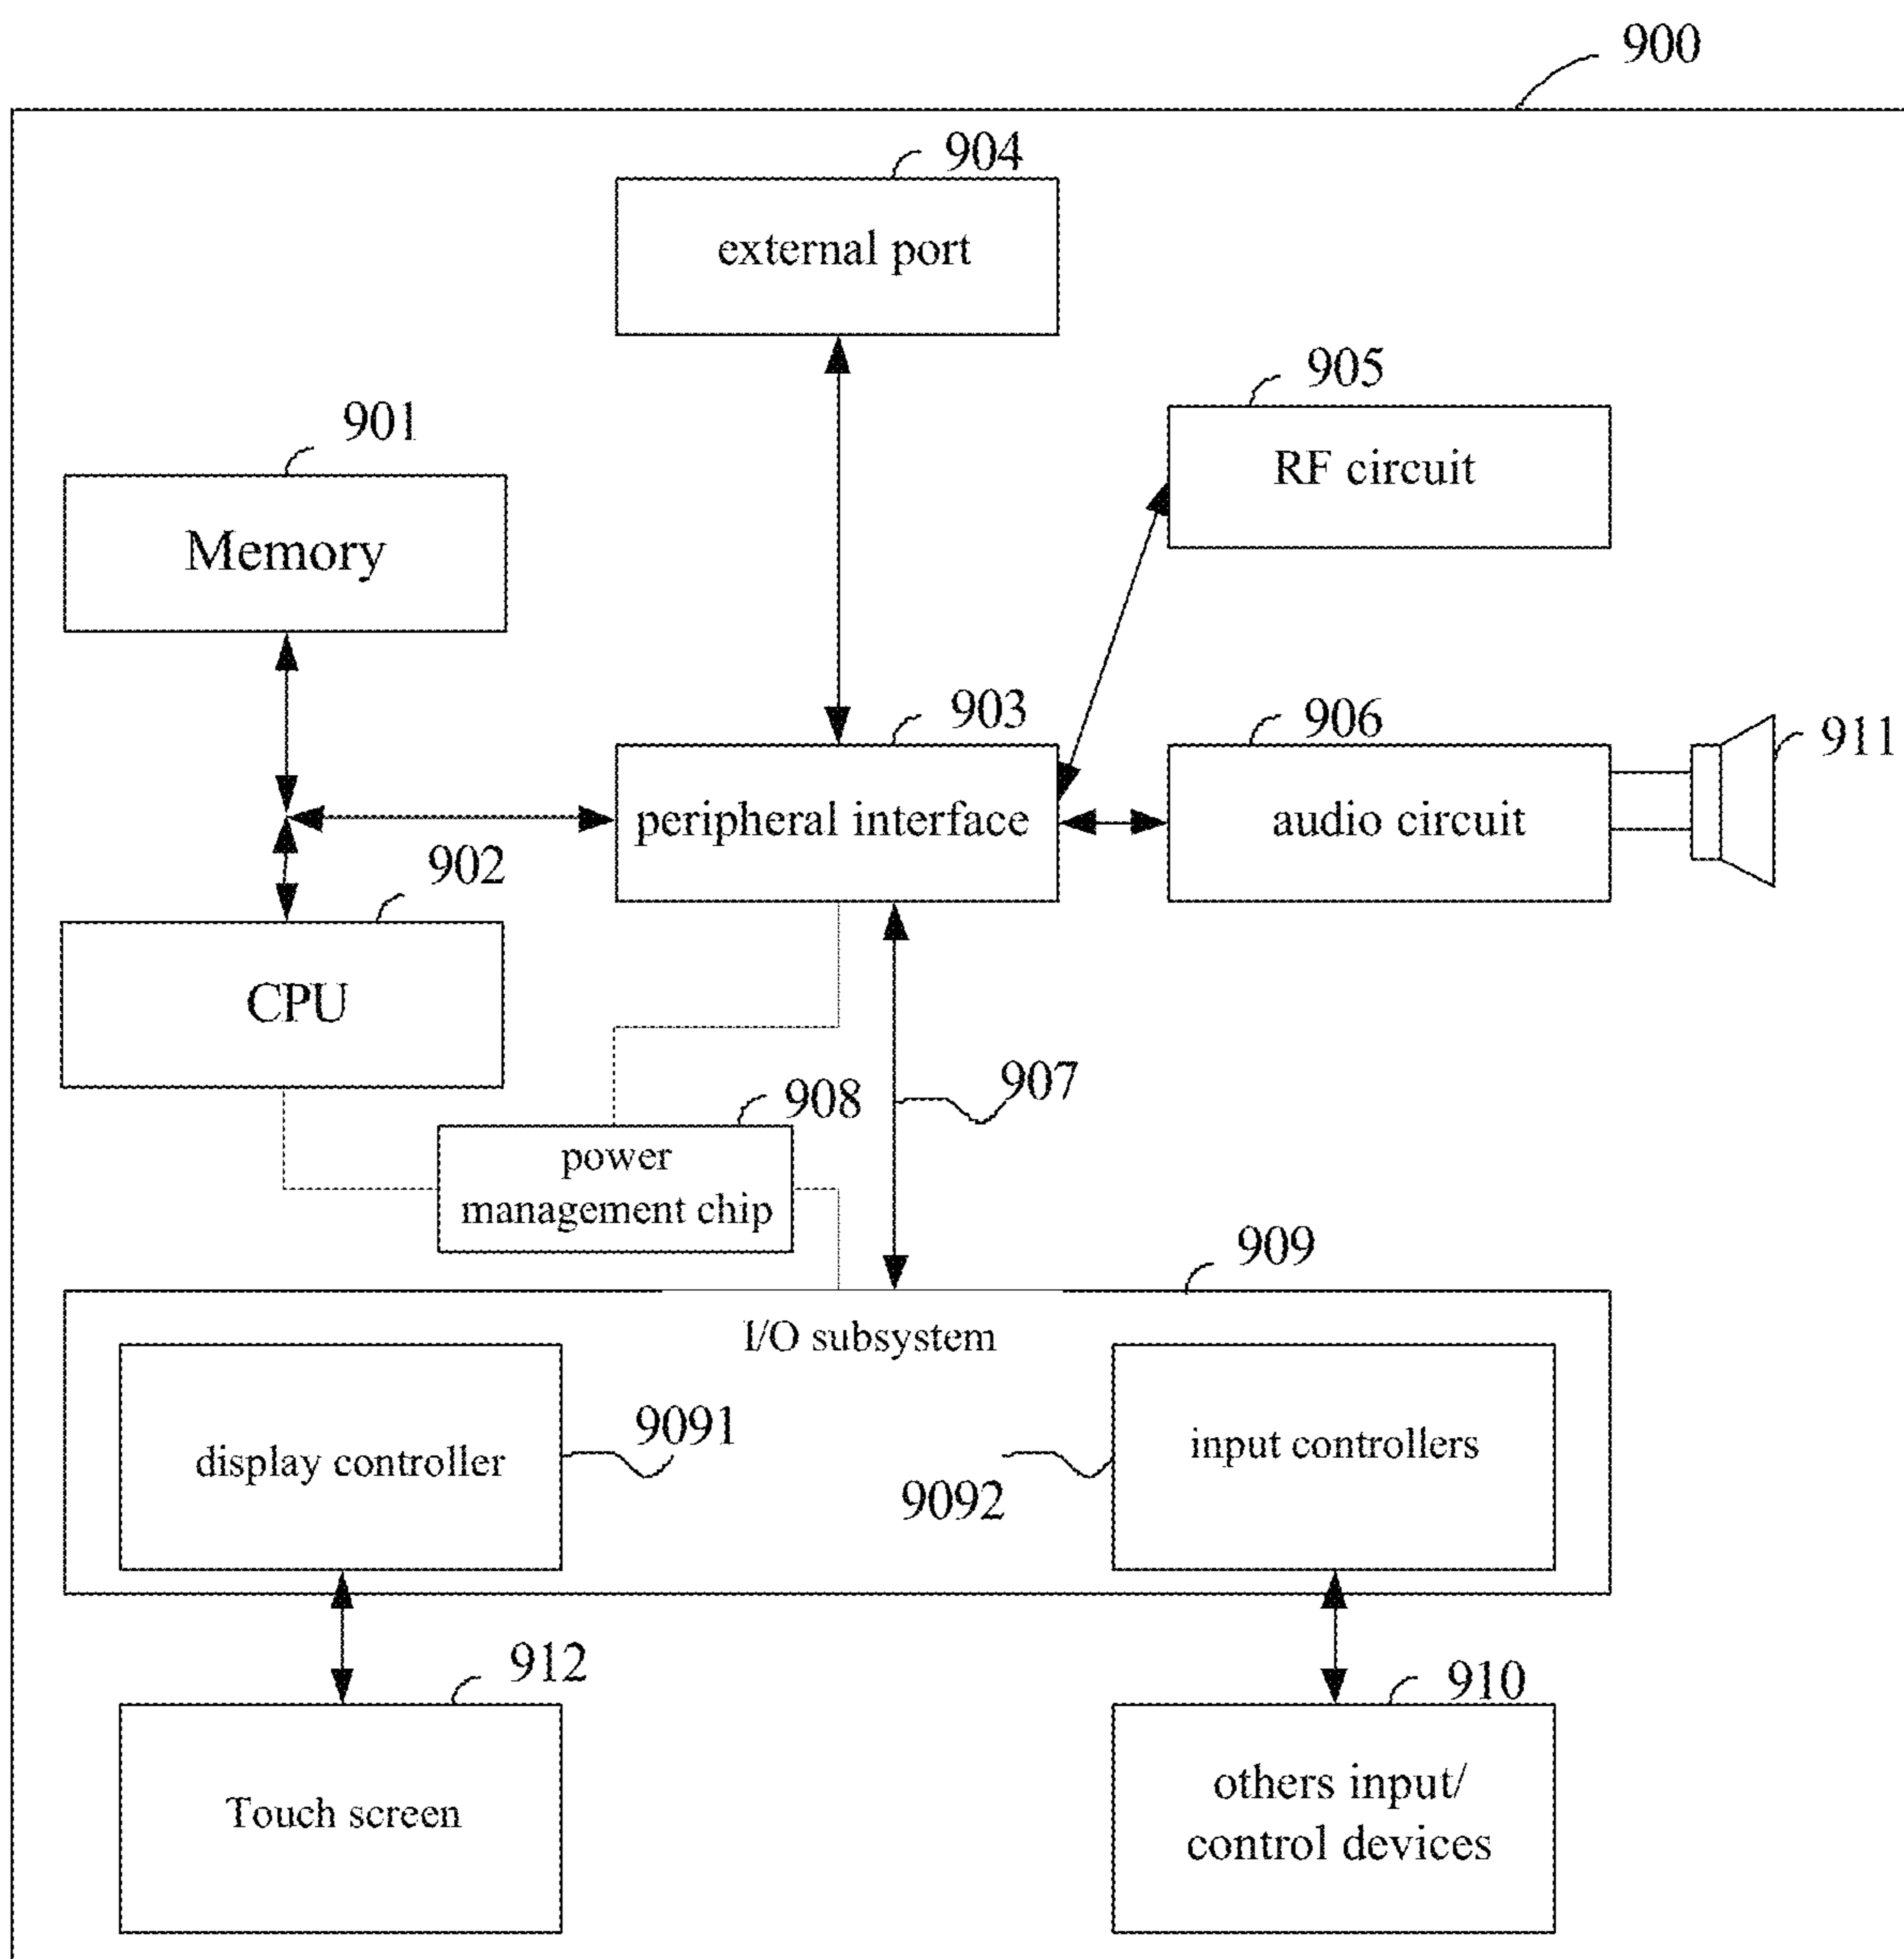 900
904
external port
905
RF circuit
901
Memory
903
peripheral interface
906
audio circuit
911
902
CPU
907
908
power
management chip
909
I/O subsystem
9091
display controller
9092
input controllers
912
Touch screen
910
others input/
control devices